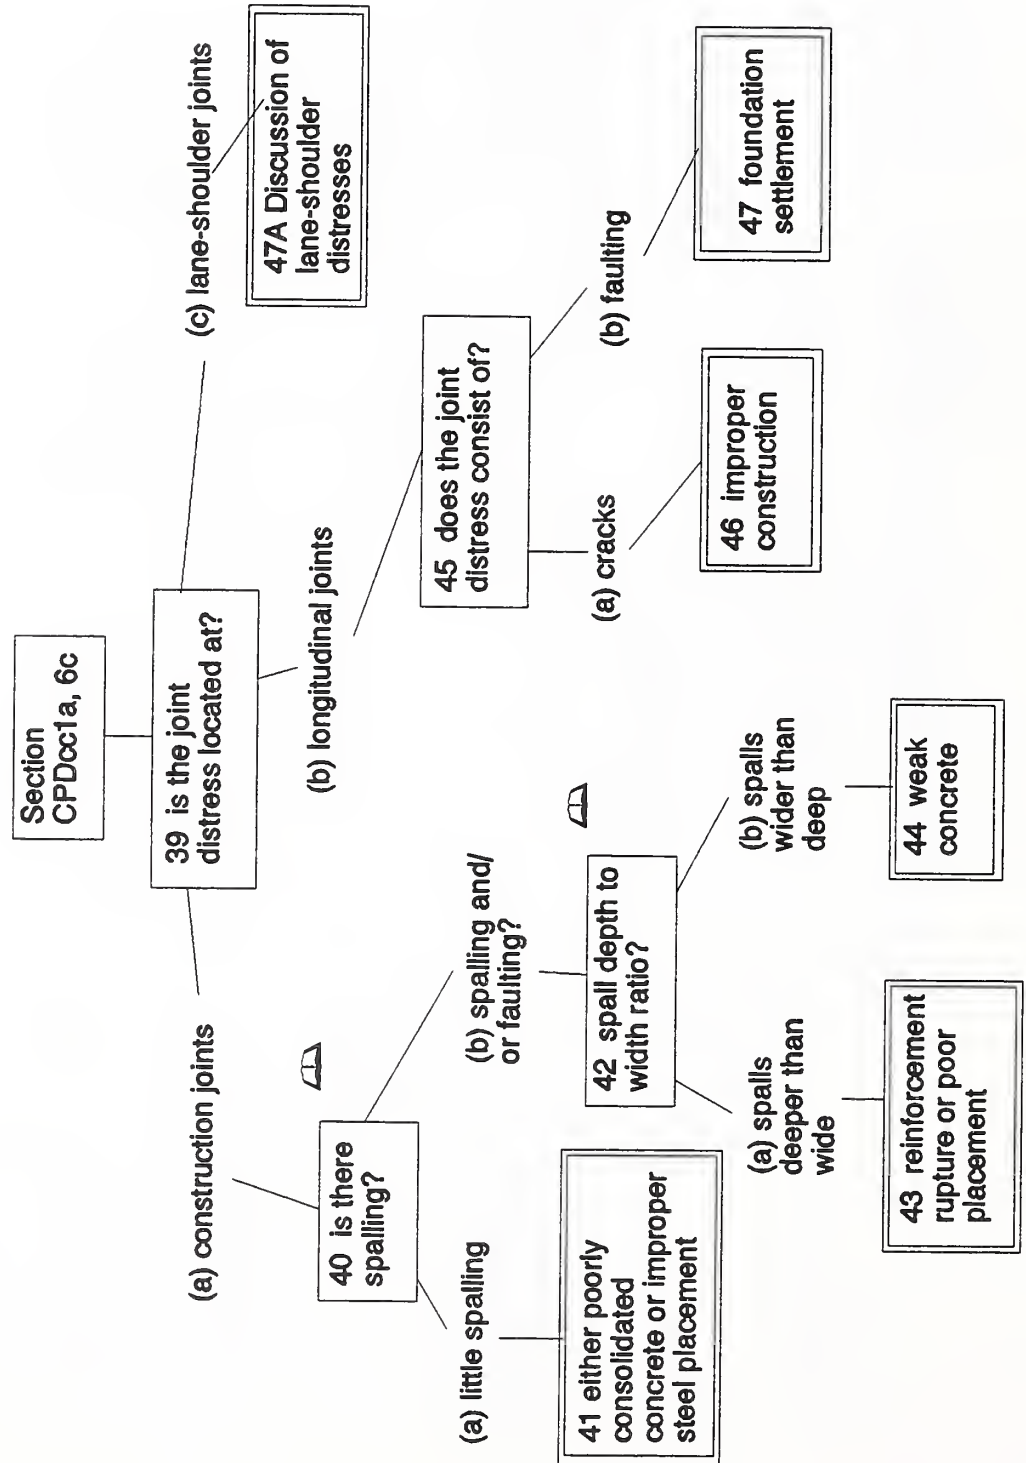 Section
CPDcc1a, 6c
39 is the joint
distress located at?
(a) construction joints
(b) longitudinal joints
(c) lane-shoulder joints
40 is there
spalling?
(a) little spalling
41 either poorly
consolidated
concrete or improper
steel placement
(b) spalling and/
or faulting?
42 spall depth to
width ratio?
(a) spalls
deeper than
wide
43 reinforcement
rupture or poor
placement
(b) spalls
wider than
deep
44 weak
concrete
45 does the joint
distress consist of?
(a) cracks
46 improper
construction
(b) faulting
47 foundation
settlement
47A Discussion of
lane-shoulder
distresses